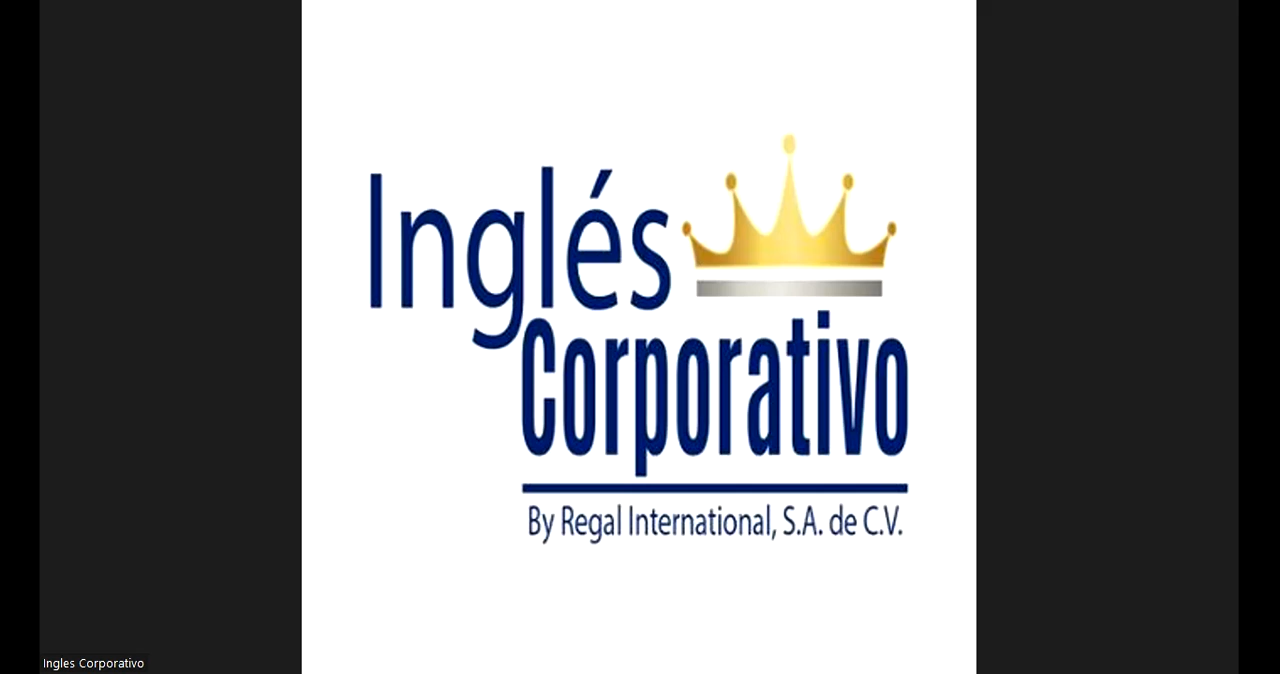 Inglés
Corporativo
By Regal International, S.A. de C.V.
Ingles Corporativo